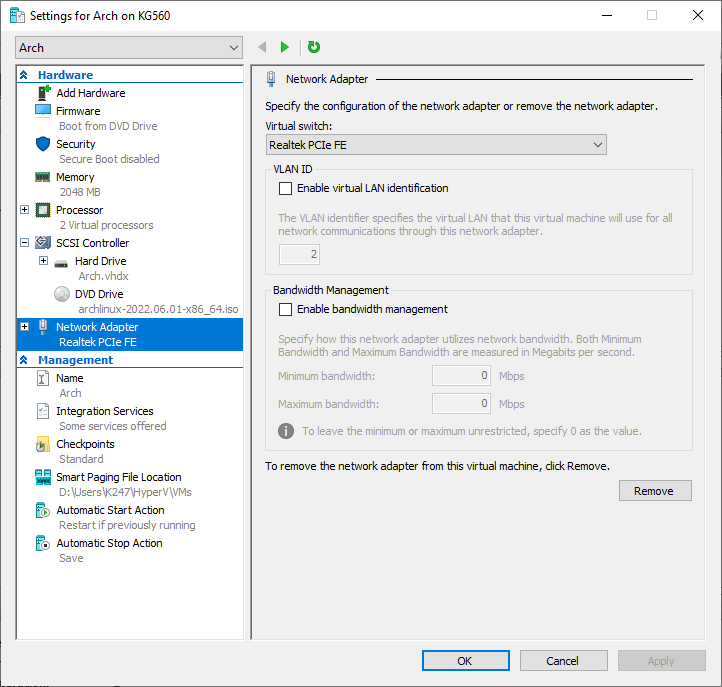 Settings for Arch on KG560
Arch
Hardware
Add Hardware
Firmware
Boot from DVD Drive
Security
Secure Boot disabled
Memory
2048 MB
Processor
2 Virtual processors
SCSI Controller
Hard Drive
Arch.vhdx
DVD Drive
archlinux-2022.06.01-x86_64.iso
Network Adapter
Realtek PCIe FE
Management
Name
Arch
Integration Services
Some services offered
Checkpoints
Standard
Smart Paging File Location
D:\Users\K247\HyperV\VMs
Automatic Start Action
Restart if previously running
Automatic Stop Action
Save
Network Adapter
Specify the configuration of the network adapter or remove the network adapter.
Virtual switch:
Realtek PCIe FE
VLAN ID
Enable virtual LAN identification
The VLAN identifier specifies the virtual LAN that this virtual machine will use for all
network communications through this network adapter.
2
Bandwidth Management
Enable bandwidth management
Specify how this network adapter utilizes network bandwidth. Both Minimum
Bandwidth and Maximum Bandwidth are measured in Megabits per second.
Minimum bandwidth: 0 Mbps
Maximum bandwidth: 0 Mbps
To leave the minimum or maximum unrestricted, specify 0 as the value.
To remove the network adapter from this virtual machine, click Remove.
Remove
OK Cancel Apply